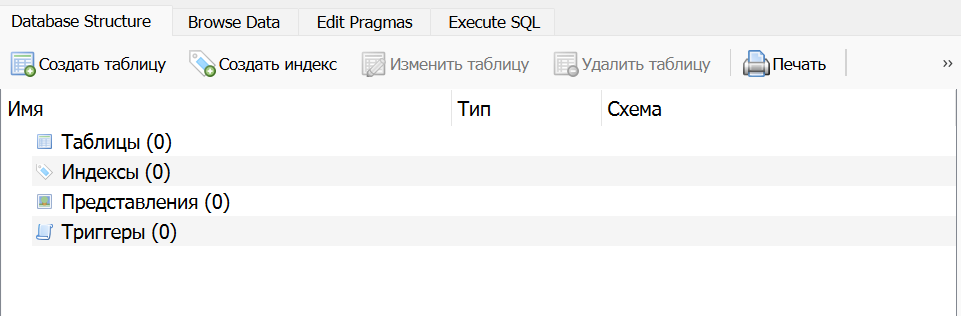 Database Structure Browse Data Edit Pragmas Execute SQL
Создать таблицу Создать индекс Изменить таблицу Удалить таблицу Печать »
Имя Тип Схема
Таблицы (0)
Индексы (0)
Представления (0)
Триггеры (0)